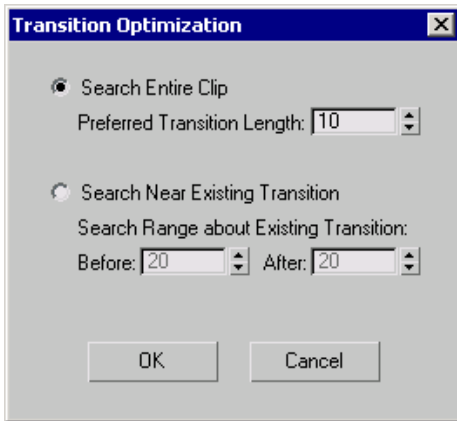 Transition Optimization
Search Entire Clip
Preferred Transition Length: 10
Search Near Existing Transition
Search Range about Existing Transition:
Before: 20 After: 20
OK Cancel